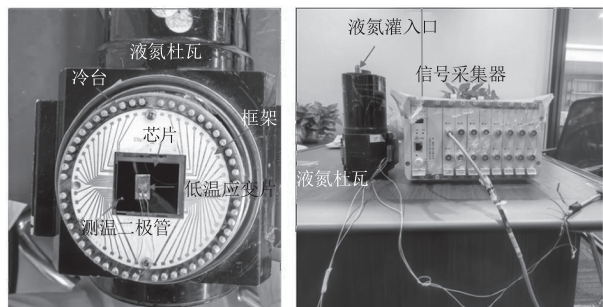 液氮杜瓦
冷台
框架
芯片
低温应变片
测温二极管
液氮灌入口
信号采集器
液氮杜瓦